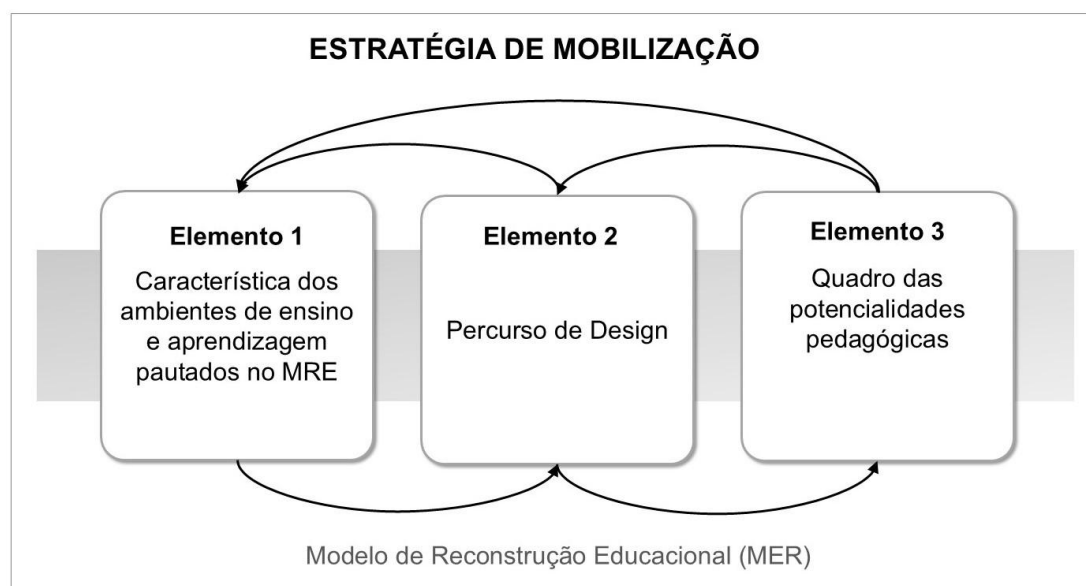 ESTRATÉGIA DE MOBILIZAÇÃO
Elemento 1
Característica dos
ambientes de ensino
e aprendizagem
pautados no MRE
Elemento 2
Percurso de Design
Elemento 3
Quadro das
potencialidades
pedagógicas
Modelo de Reconstrução Educacional (MER)